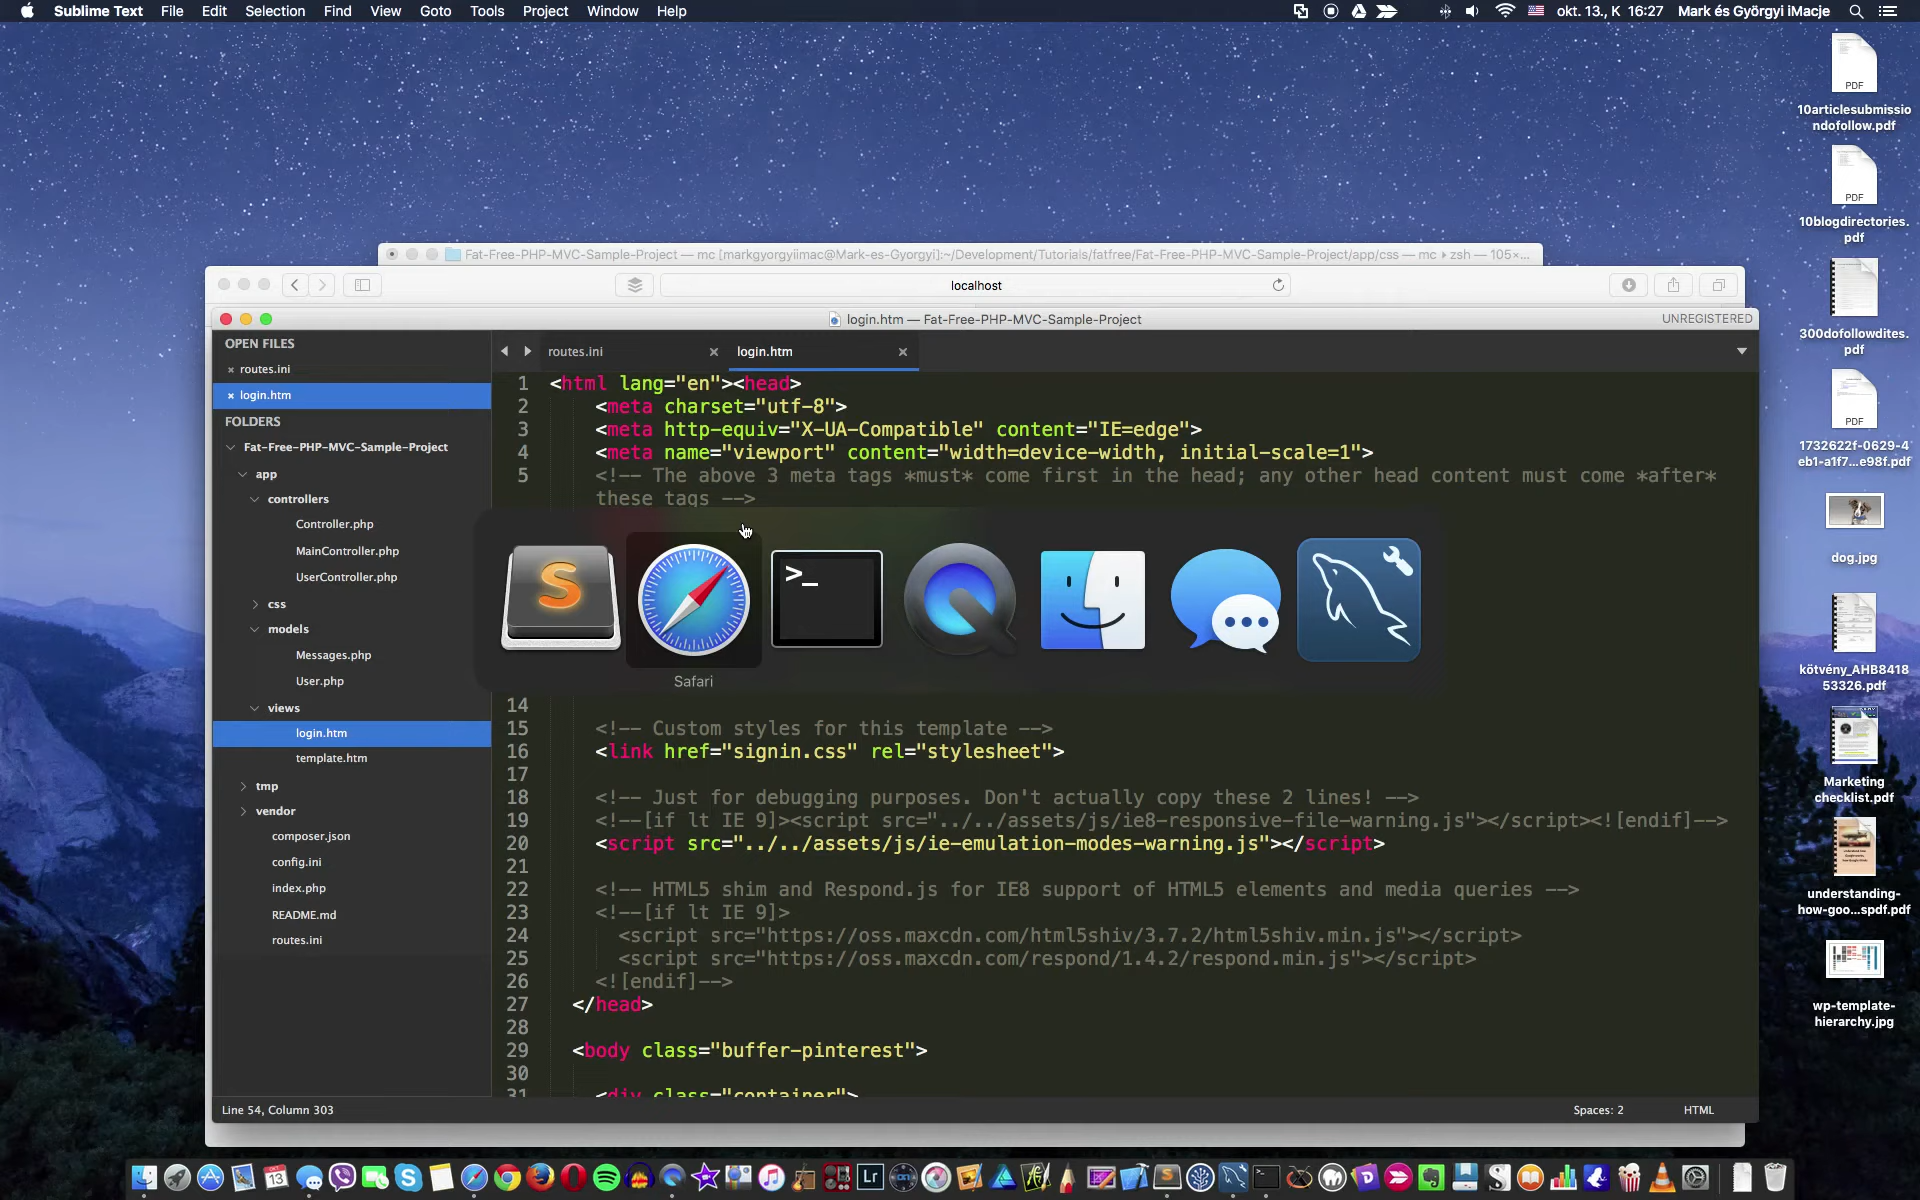 Sublime Text File Edit Selection Find View Goto Tools Project Window Help
okt. 13., K 16:27 Mark és Györgyi iMacje
PDF
10articlesubmissio
ndofollow.pdf
PDF
10blogdirectories.
pdf
300dofollowdites.
pdf
PDF
1732622f-0629-4
eb1-a1f7...e98f.pdf
dog.jpg
kötvény_AHB8418
53326.pdf
Marketing
checklist.pdf
understanding-
how-goo...spdf.pdf
wp-template-
hierarchy.jpg
Fat-Free-PHP-MVC-Sample-Project — mc [markgyorgyiimac@Mark-es-Gyorgyi]:~/Development/Tutorials/fatfree/Fat-Free-PHP-MVC-Sample-Project/app/css — mc ▸ zsh — 105×...
localhost
login.htm — Fat-Free-PHP-MVC-Sample-Project
UNREGISTERED
OPEN FILES
routes.ini
login.htm
FOLDERS
Fat-Free-PHP-MVC-Sample-Project
app
controllers
Controller.php
MainController.php
UserController.php
css
models
Messages.php
User.php
views
login.htm
template.htm
tmp
vendor
composer.json
config.ini
index.php
README.md
routes.ini
routes.ini login.htm
1 <html lang="en"><head>
2 <meta charset="utf-8">
3 <meta http-equiv="X-UA-Compatible" content="IE=edge">
4 <meta name="viewport" content="width=device-width, initial-scale=1">
5 <!-- The above 3 meta tags *must* come first in the head; any other head content must come *after*
these tags -->
Safari
14
15 <!-- Custom styles for this template -->
16 <link href="signin.css" rel="stylesheet">
17
18 <!-- Just for debugging purposes. Don't actually copy these 2 lines! -->
19 <!--[if lt IE 9]><script src="../../assets/js/ie8-responsive-file-warning.js"></script><![endif]-->
20 <script src="../../assets/js/ie-emulation-modes-warning.js"></script>
21
22 <!-- HTML5 shim and Respond.js for IE8 support of HTML5 elements and media queries -->
23 <!--[if lt IE 9]>
24 <script src="https://oss.maxcdn.com/html5shiv/3.7.2/html5shiv.min.js"></script>
25 <script src="https://oss.maxcdn.com/respond/1.4.2/respond.min.js"></script>
26 <![endif]-->
27 </head>
28
29 <body class="buffer-pinterest">
30
31 <div class="container">
Line 54, Column 303
Spaces: 2 HTML